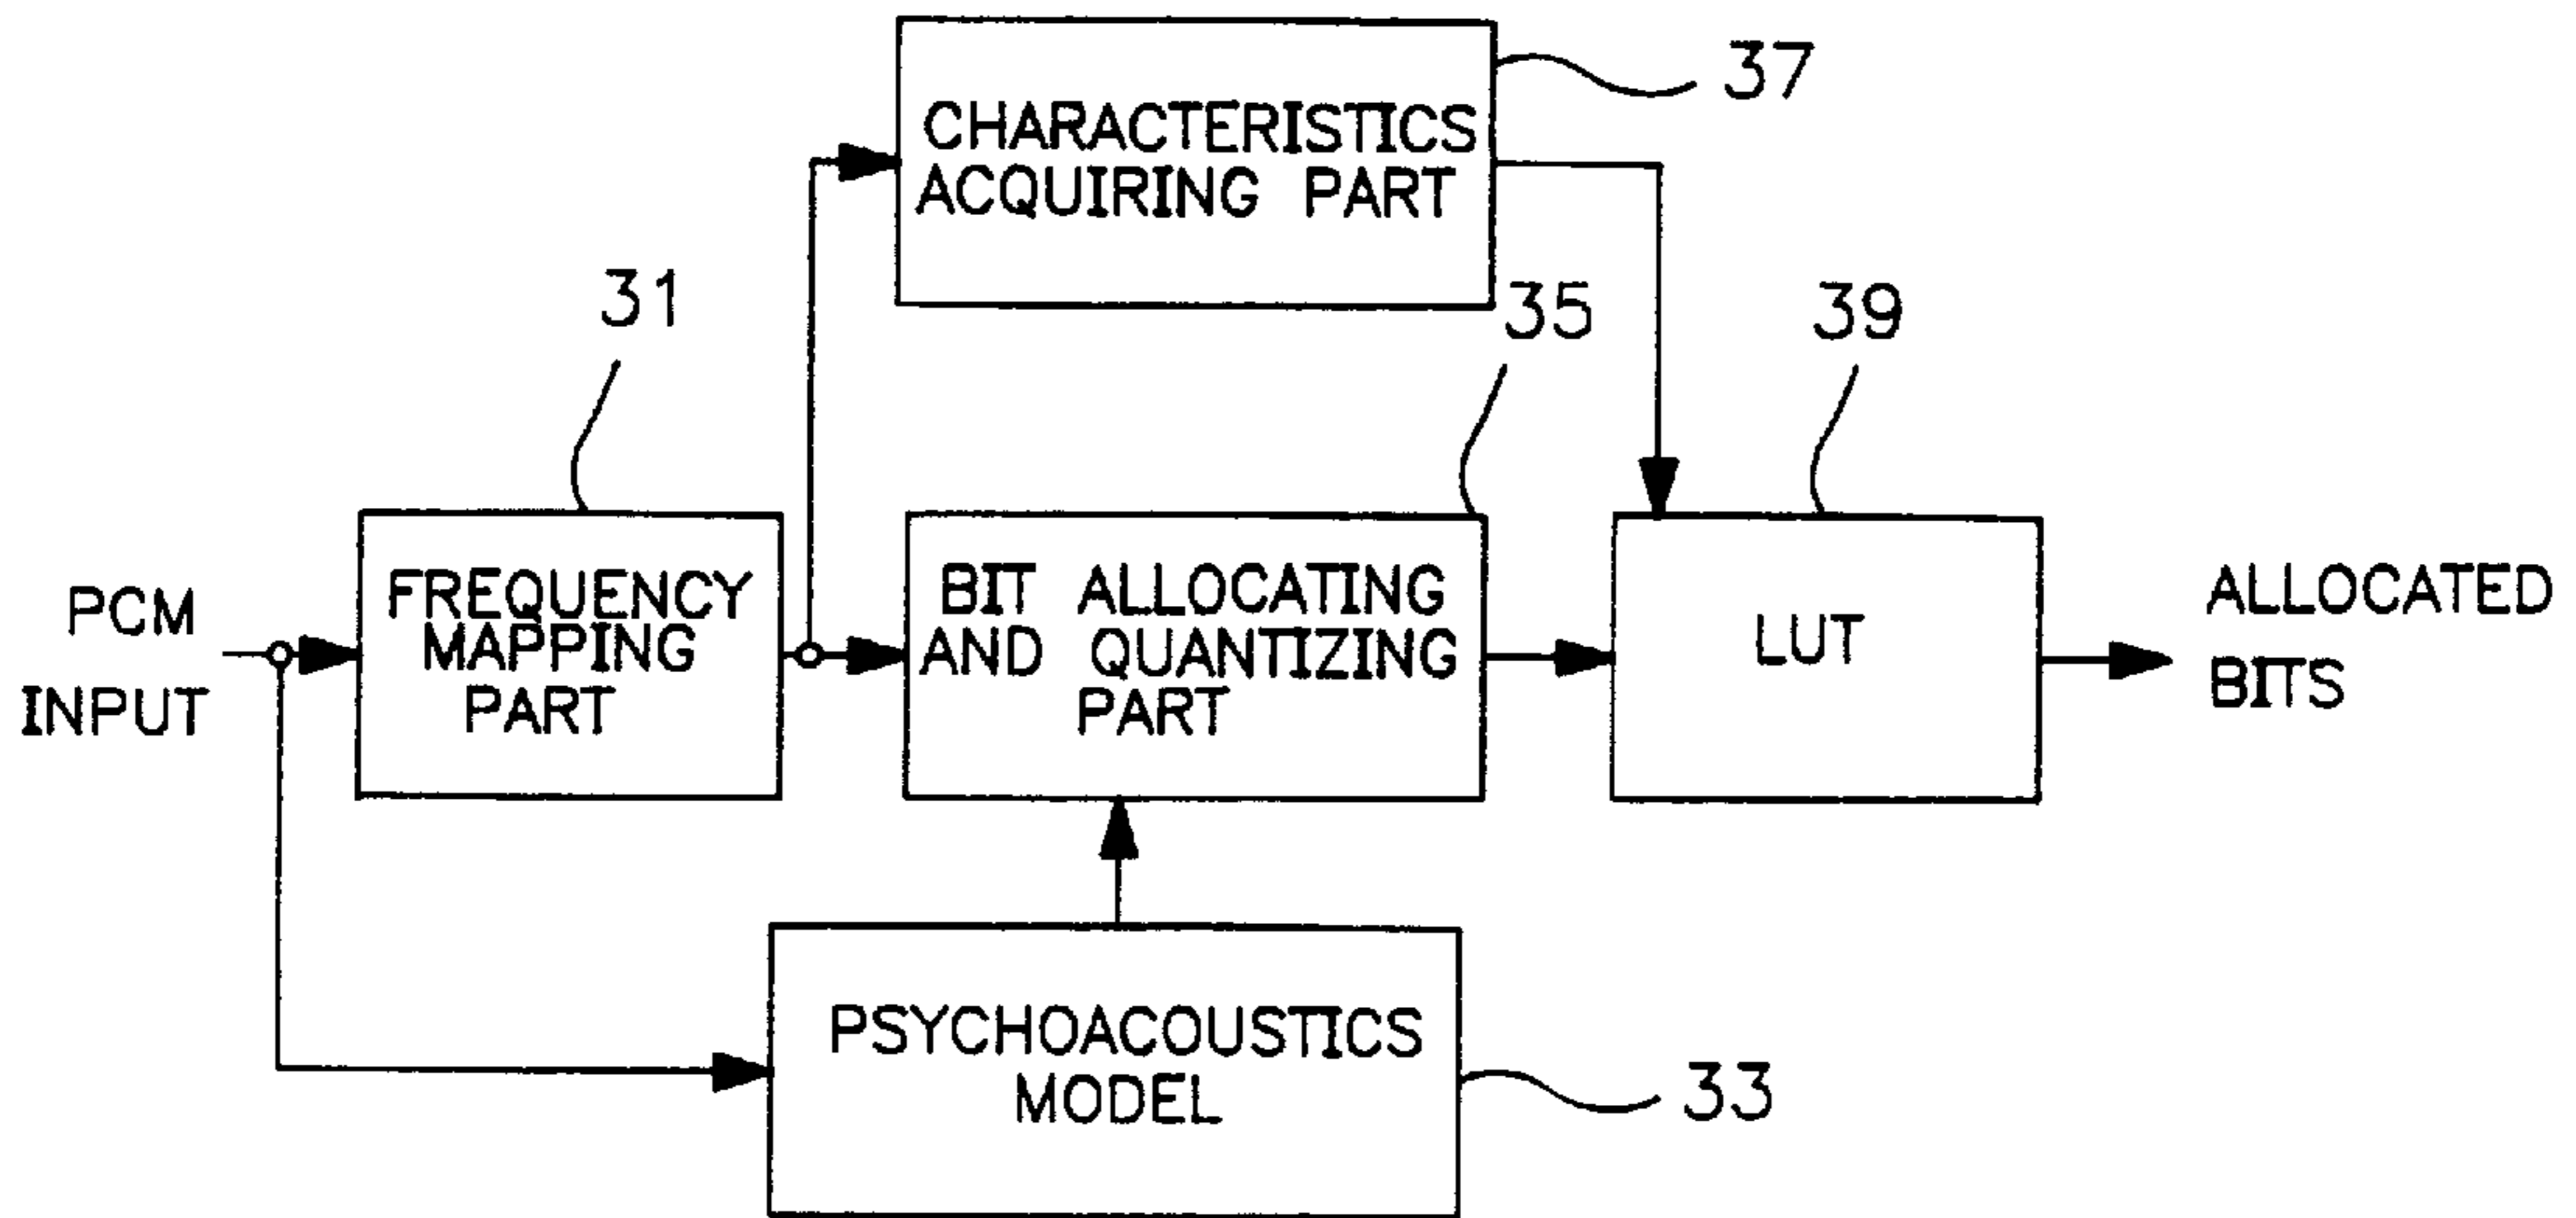 37
CHARACTERISTICS
ACQUIRING PART
31
35
39
PCM
INPUT
FREQUENCY
MAPPING
PART
BIT ALLOCATING
AND QUANTIZING
PART
LUT
ALLOCATED
BITS
PSYCHOACOUSTICS
MODEL
33